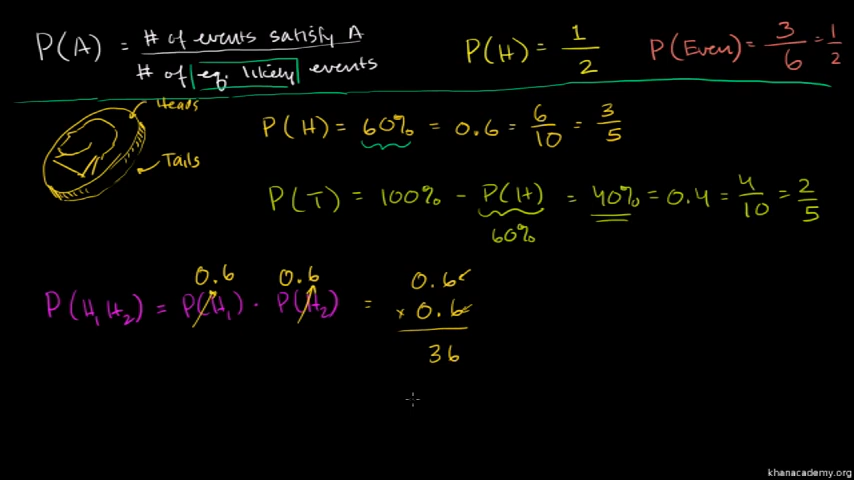 P(A) = # of events satisfy A / # of eq. likely events
P(H) = 1/2
P(Even) = 3/6 = 1/2
Heads
Tails
P(H) = 60% = 0.6 = 6/10 = 3/5
P(T) = 100% - P(H) = 40% = 0.4 = 4/10 = 2/5
60%
0.6 0.6
P(H₁H₂) = P(H₁) · P(H₂) =
0.6
× 0.6
36
khanacademy.org